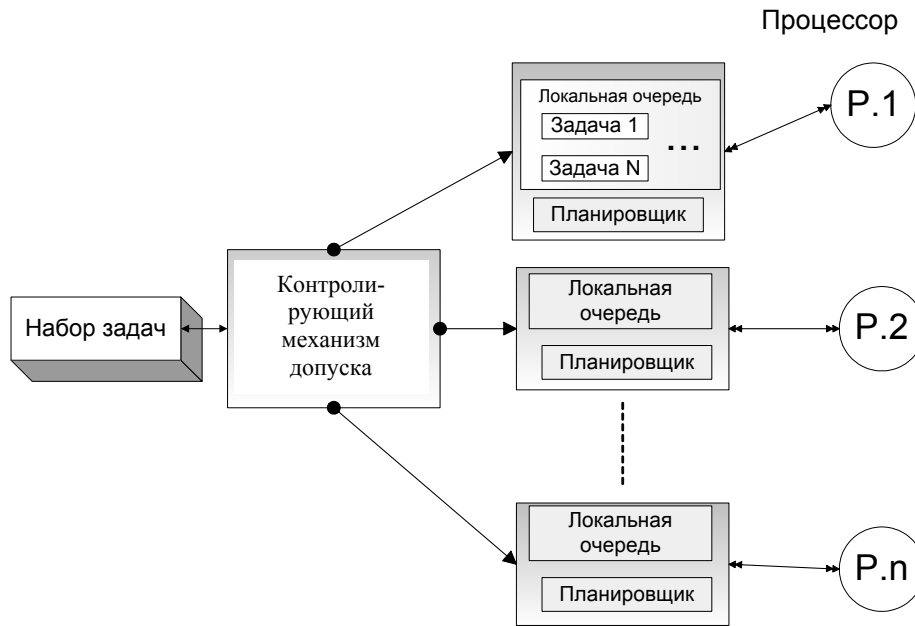 Процессор
Локальная очередь
Задача 1
...
Задача N
Планировщик
P.1
Набор задач
Контроли-
рующий
механизм
допуска
Локальная
очередь
Планировщик
P.2
Локальная
очередь
Планировщик
P.n